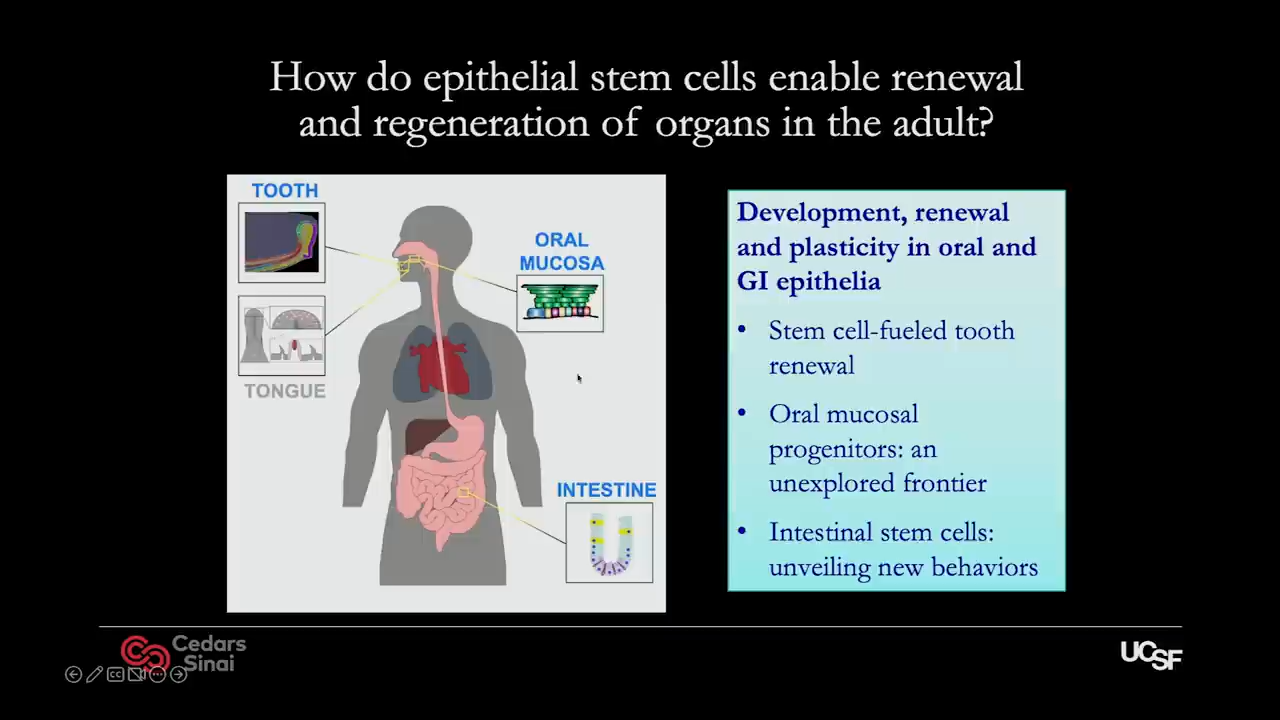 How do epithelial stem cells enable renewal
and regeneration of organs in the adult?
TOOTH
TONGUE
ORAL
MUCOSA
INTESTINE
Development, renewal
and plasticity in oral and
GI epithelia
• Stem cell-fueled tooth
renewal
• Oral mucosal
progenitors: an
unexplored frontier
• Intestinal stem cells:
unveiling new behaviors
Cedars
Sinai
CC
UCSF